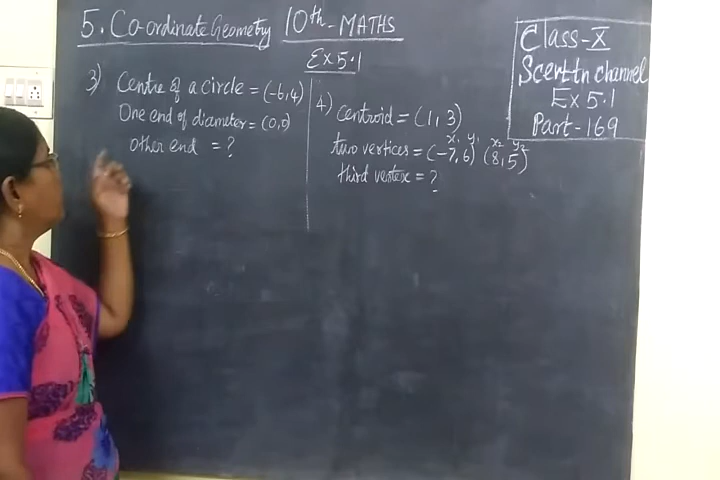 5. Co-ordinate Geometry 10th-MATHS
Ex 5.1
Class-X
Scerttn channel
Ex 5.1
Part-169
3) Centre of a circle = (-6,4)
One end of diameter = (0,0)
Other end = ?
4) Centroid = (1, 3)
x₁ y₁ x₂ y₂
two vertices = (-7, 6) (8, 5)
third vertex = ?